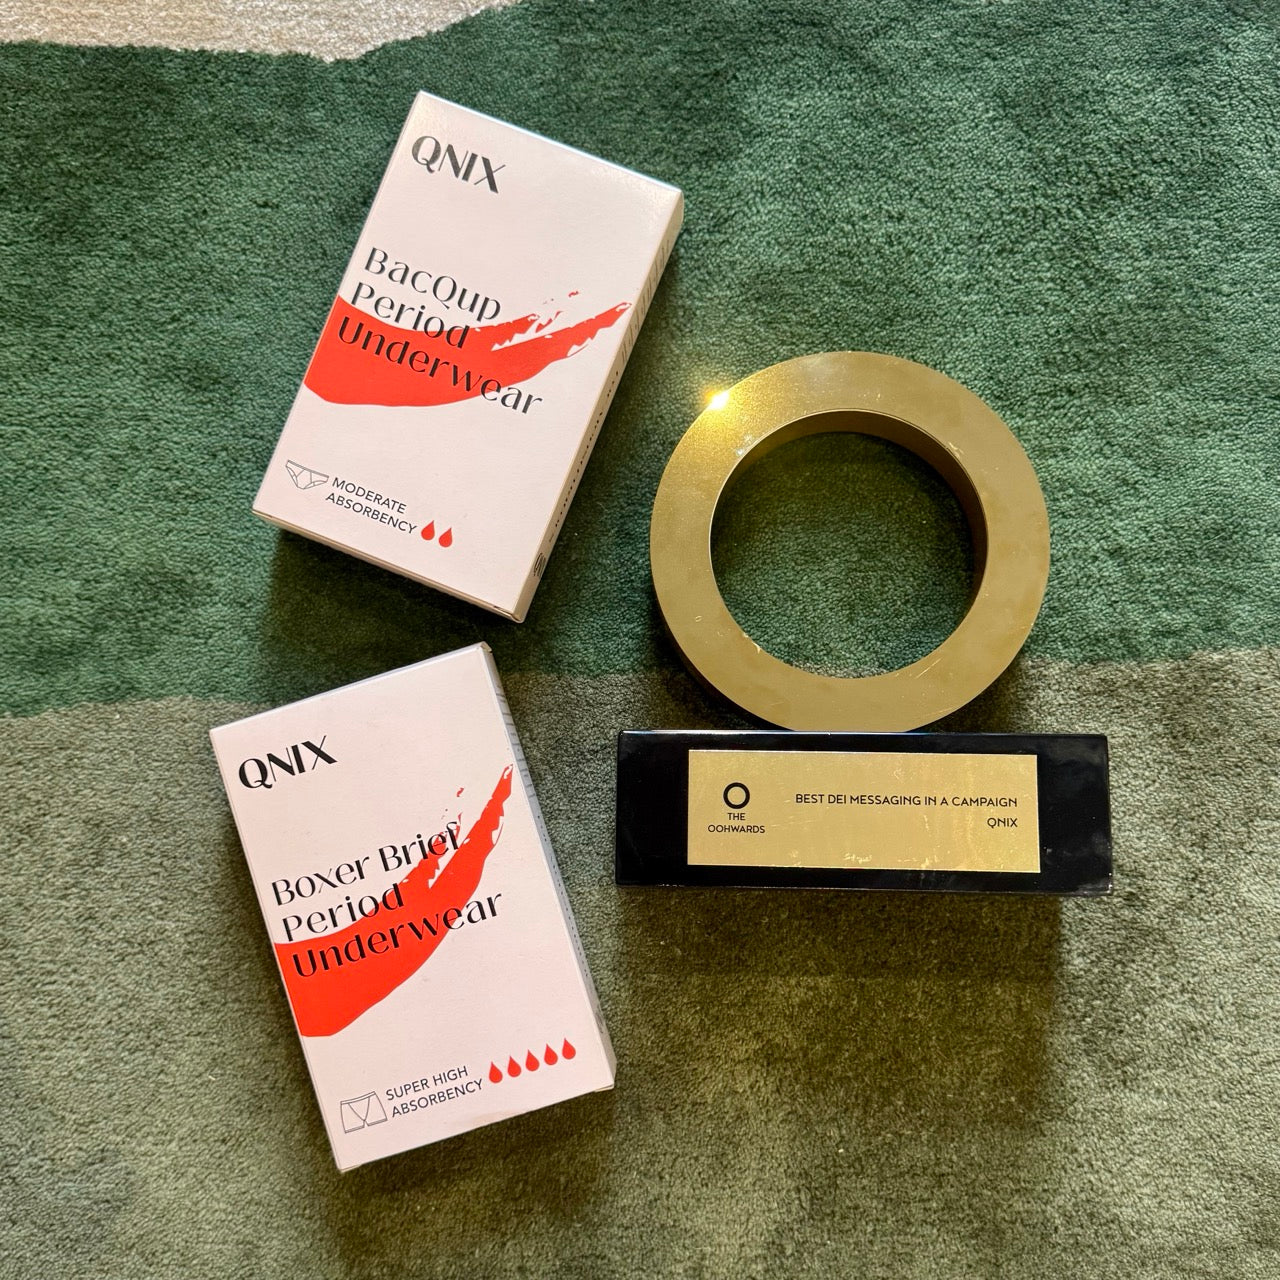 QNIX
BacQup
Period
Underwear
MODERATE
ABSORBENCY
QNIX
Boxer Brief
Period
Underwear
SUPER HIGH
ABSORBENCY
THE
OOHWARDS
BEST DEI MESSAGING IN A CAMPAIGN
QNIX